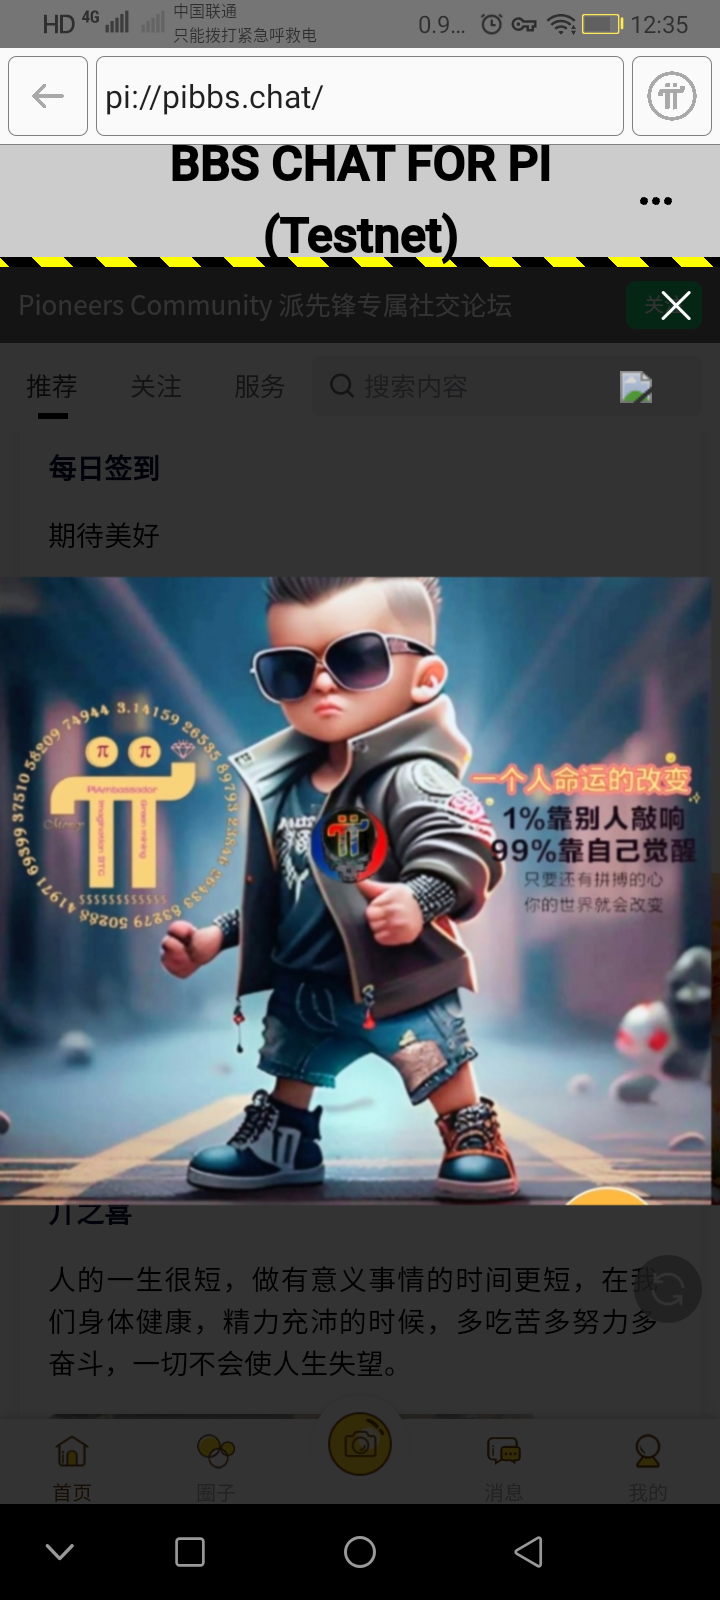 HD 4G 中国联通
只能拨打紧急呼救电
0.9... 12:35
pi://pibbs.chat/
BBS CHAT FOR PI
(Testnet)
Pioneers Community 派先锋专属社交论坛
关
推荐 关注 服务 搜索内容
每日签到
期待美好
3.14159 26535 89793 23846 26433 83279 50288 41971 69399 37510 58209 74944
π π
PiAmbassador
Imagination BTC
Green mining
$$$$$$$$$$$$
一个人命运的改变
1%靠别人敲响
99%靠自己觉醒
只要还有拼搏的心
你的世界就会改变
丌之喜
人的一生很短，做有意义事情的时间更短，在我
们身体健康，精力充沛的时候，多吃苦多努力多
奋斗，一切不会使人生失望。
首页 圈子 消息 我的